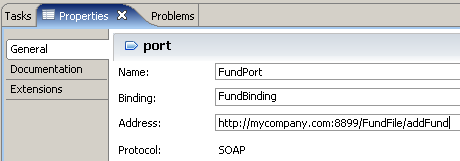 Tasks Properties Problems
General
Documentation
Extensions
port
Name: FundPort
Binding: FundBinding
Address: http://mycompany.com:8899/FundFile/addFund
Protocol: SOAP